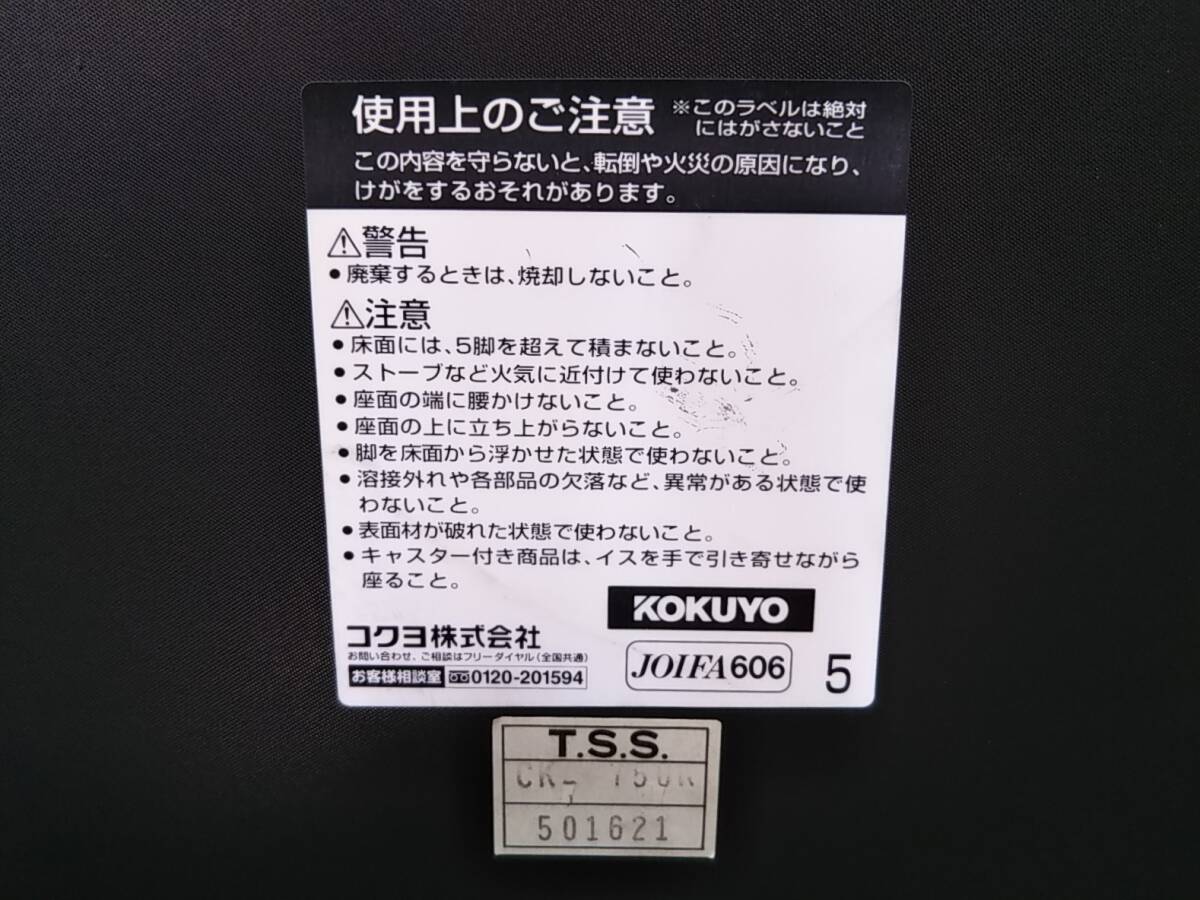 使用上のご注意 ※このラベルは絶対
にはがさないこと
この内容を守らないと、転倒や火災の原因になり、
けがをするおそれがあります。
⚠警告
●廃棄するときは、焼却しないこと。
⚠注意
●床面には、5脚を超えて積まないこと。
●ストーブなど火気に近付けて使わないこと。
●座面の端に腰かけないこと。
●座面の上に立ち上がらないこと。
●脚を床面から浮かせた状態で使わないこと。
●溶接外れや各部品の欠落など、異常がある状態で使
わないこと。
●表面材が破れた状態で使わないこと。
●キャスター付き商品は、イスを手で引き寄せながら
座ること。
KOKUYO
コクヨ株式会社
お問い合わせ、ご相談はフリーダイヤル(全国共通)
お客様相談室 0120-201594
JOIFA606
5
T.S.S.
501621